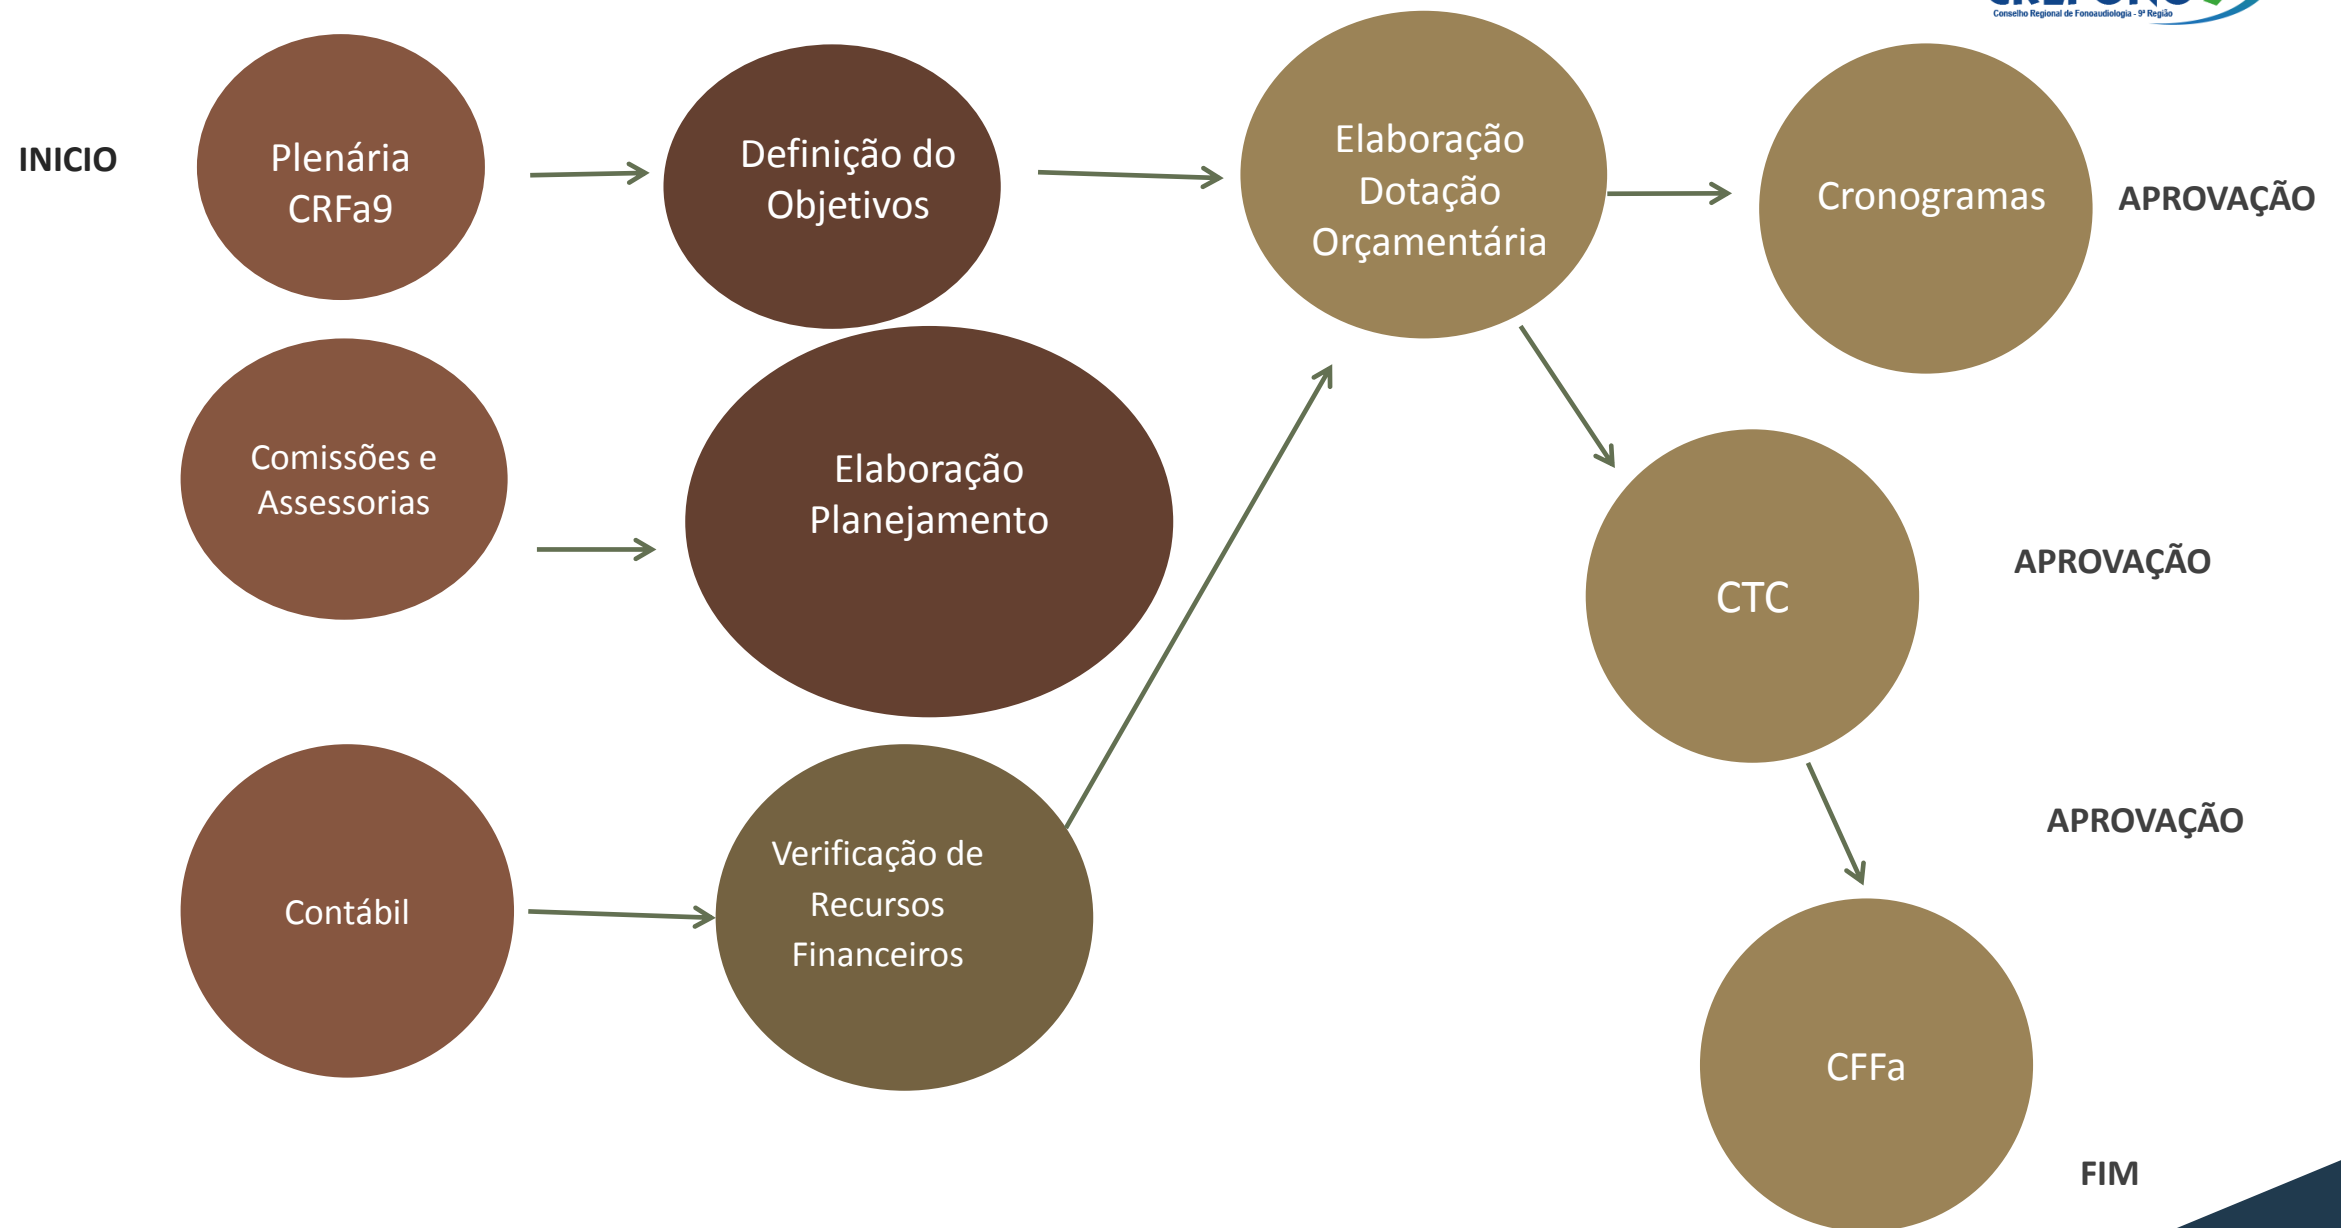 Conselho Regional de Fonoaudiologia - 9ª Região
INICIO
Plenária
CRFa9
Definição do
Objetivos
Elaboração
Dotação
Orçamentária
Cronogramas
APROVAÇÃO
Comissões e
Assessorias
Elaboração
Planejamento
CTC
APROVAÇÃO
Contábil
Verificação de
Recursos
Financeiros
APROVAÇÃO
CFFa
FIM